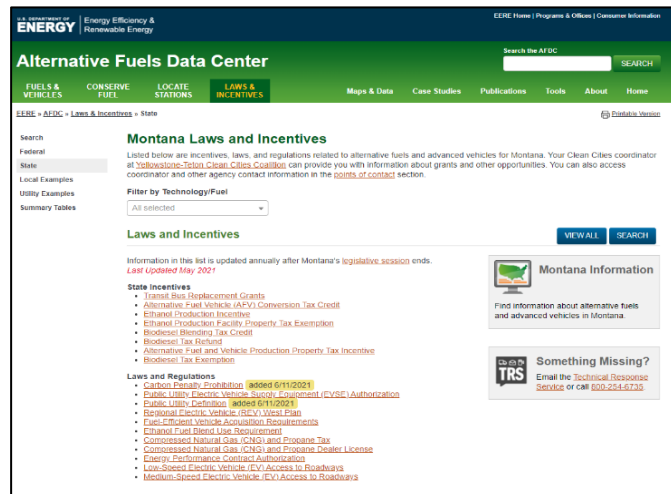 U.S. DEPARTMENT OF
ENERGY
Energy Efficiency &
Renewable Energy
EERE Home | Programs & Offices | Consumer Information
Alternative Fuels Data Center
Search the AFDC
SEARCH
FUELS & VEHICLES
CONSERVE FUEL
LOCATE STATIONS
LAWS & INCENTIVES
Maps & Data
Case Studies
Publications
Tools
About
Home
EERE » AFDC » Laws & Incentives » State
Printable Version
Search
Federal
State
Local Examples
Utility Examples
Summary Tables
Montana Laws and Incentives
Listed below are incentives, laws, and regulations related to alternative fuels and advanced vehicles for Montana. Your Clean Cities coordinator
at Yellowstone-Teton Clean Cities Coalition can provide you with information about grants and other opportunities. You can also access
coordinator and other agency contact information in the points of contact section.
Filter by Technology/Fuel
All selected
Laws and Incentives
VIEW ALL
SEARCH
Information in this list is updated annually after Montana's legislative session ends.
Last Updated May 2021
State Incentives
Transit Bus Replacement Grants
Alternative Fuel Vehicle (AFV) Conversion Tax Credit
Ethanol Production Incentive
Ethanol Production Facility Property Tax Exemption
Biodiesel Blending Tax Credit
Biodiesel Tax Refund
Alternative Fuel and Vehicle Production Property Tax Incentive
Biodiesel Tax Exemption
Laws and Regulations
Carbon Penalty Prohibition added 6/11/2021
Public Utility Electric Vehicle Supply Equipment (EVSE) Authorization
Public Utility Definition added 6/11/2021
Regional Electric Vehicle (REV) West Plan
Fuel-Efficient Vehicle Acquisition Requirements
Ethanol Fuel Blend Use Requirement
Compressed Natural Gas (CNG) and Propane Tax
Compressed Natural Gas (CNG) and Propane Dealer License
Energy Performance Contract Authorization
Low-Speed Electric Vehicle (EV) Access to Roadways
Medium-Speed Electric Vehicle (EV) Access to Roadways
Montana Information
Find information about alternative fuels
and advanced vehicles in Montana.
TRS
Something Missing?
Email the Technical Response
Service or call 800-254-6735